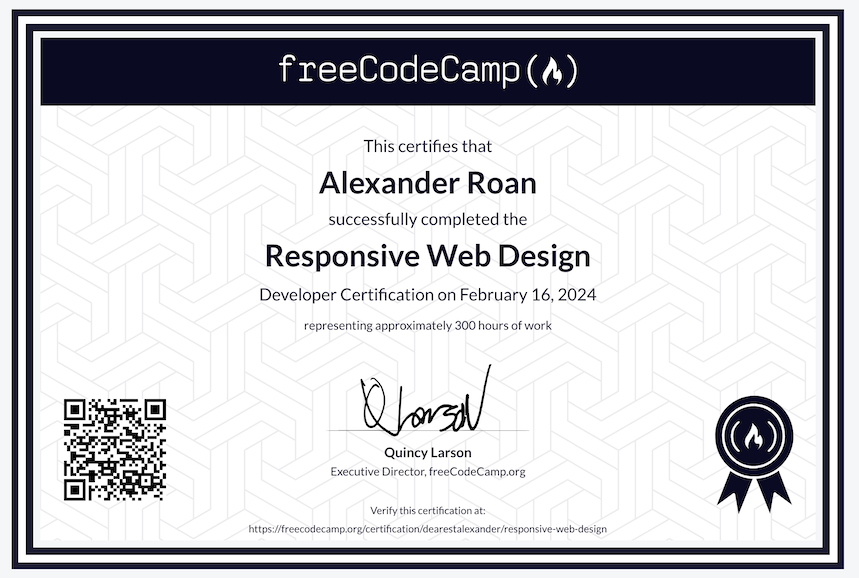 freeCodeCamp
This certifies that
Alexander Roan
successfully completed the
Responsive Web Design
Developer Certification on February 16, 2024
representing approximately 300 hours of work
QLarson
Quincy Larson
Executive Director, freeCodeCamp.org
Verify this certification at:
https://freecodecamp.org/certification/dearestalexander/responsive-web-design